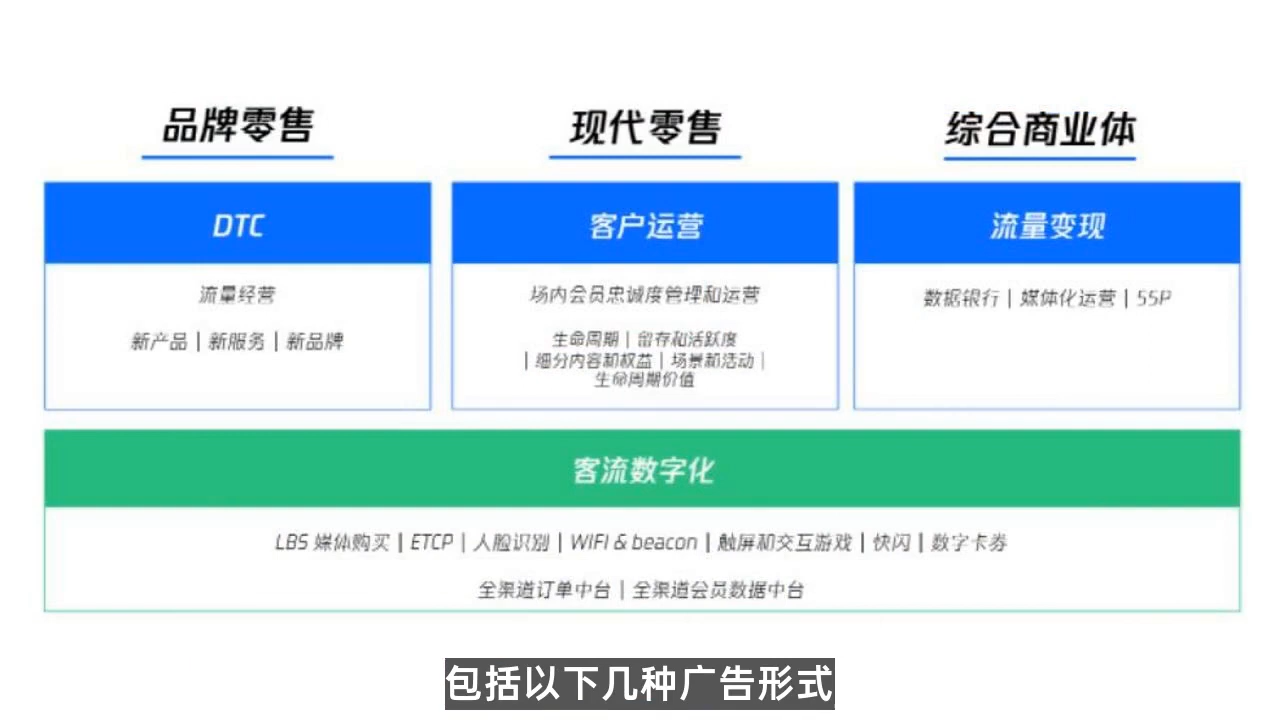 品牌零售
现代零售
综合商业体
DTC
客户运营
流量变现
流量经营
新产品 | 新服务 | 新品牌
场内会员忠诚度管理和运营
生命周期 | 留存和活跃度
| 细分内容和权益 | 场景和活动 |
生命周期价值
数据银行 | 媒体化运营 | SSP
客流数字化
LBS 媒体购买 | ETCP | 人脸识别 | WIFI & beacon | 触屏和交互游戏 | 快闪 | 数字卡券
全渠道订单中台 | 全渠道会员数据中台
包括以下几种广告形式